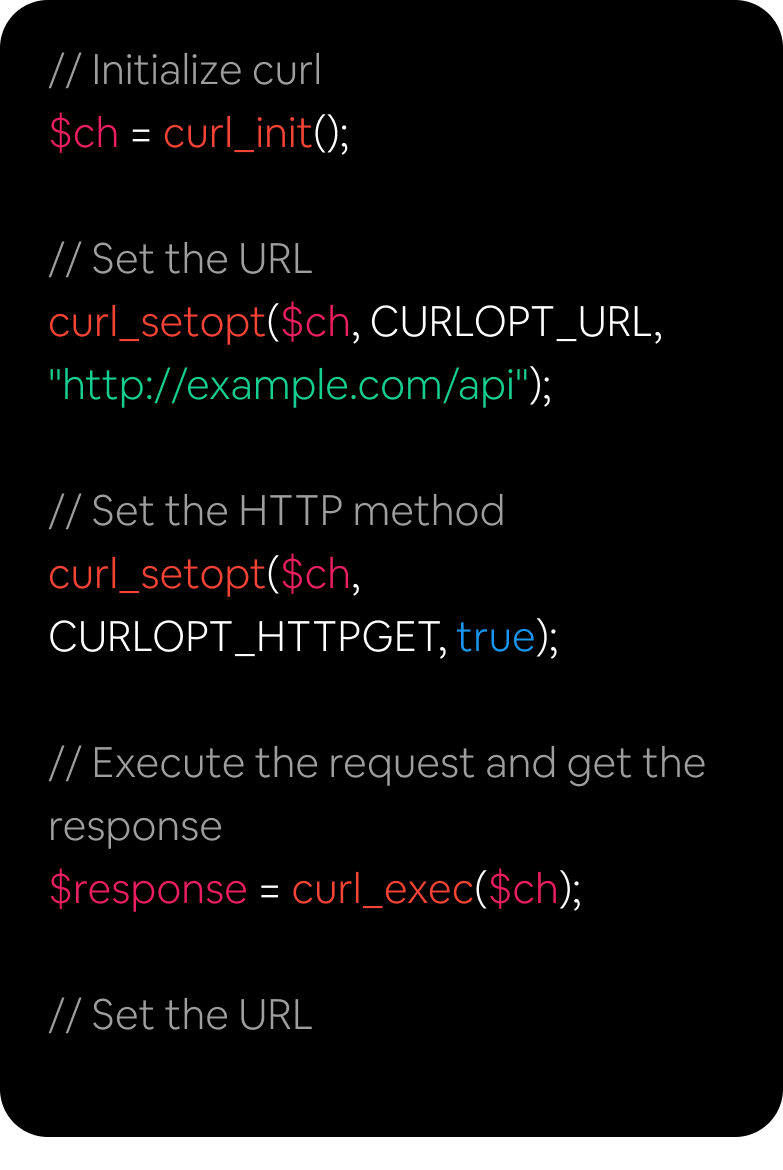 // Initialize curl
$ch = curl_init();
// Set the URL
curl_setopt($ch, CURLOPT_URL,
"http://example.com/api");
// Set the HTTP method
curl_setopt($ch,
CURLOPT_HTTPGET, true);
// Execute the request and get the
response
$response = curl_exec($ch);
// Set the URL